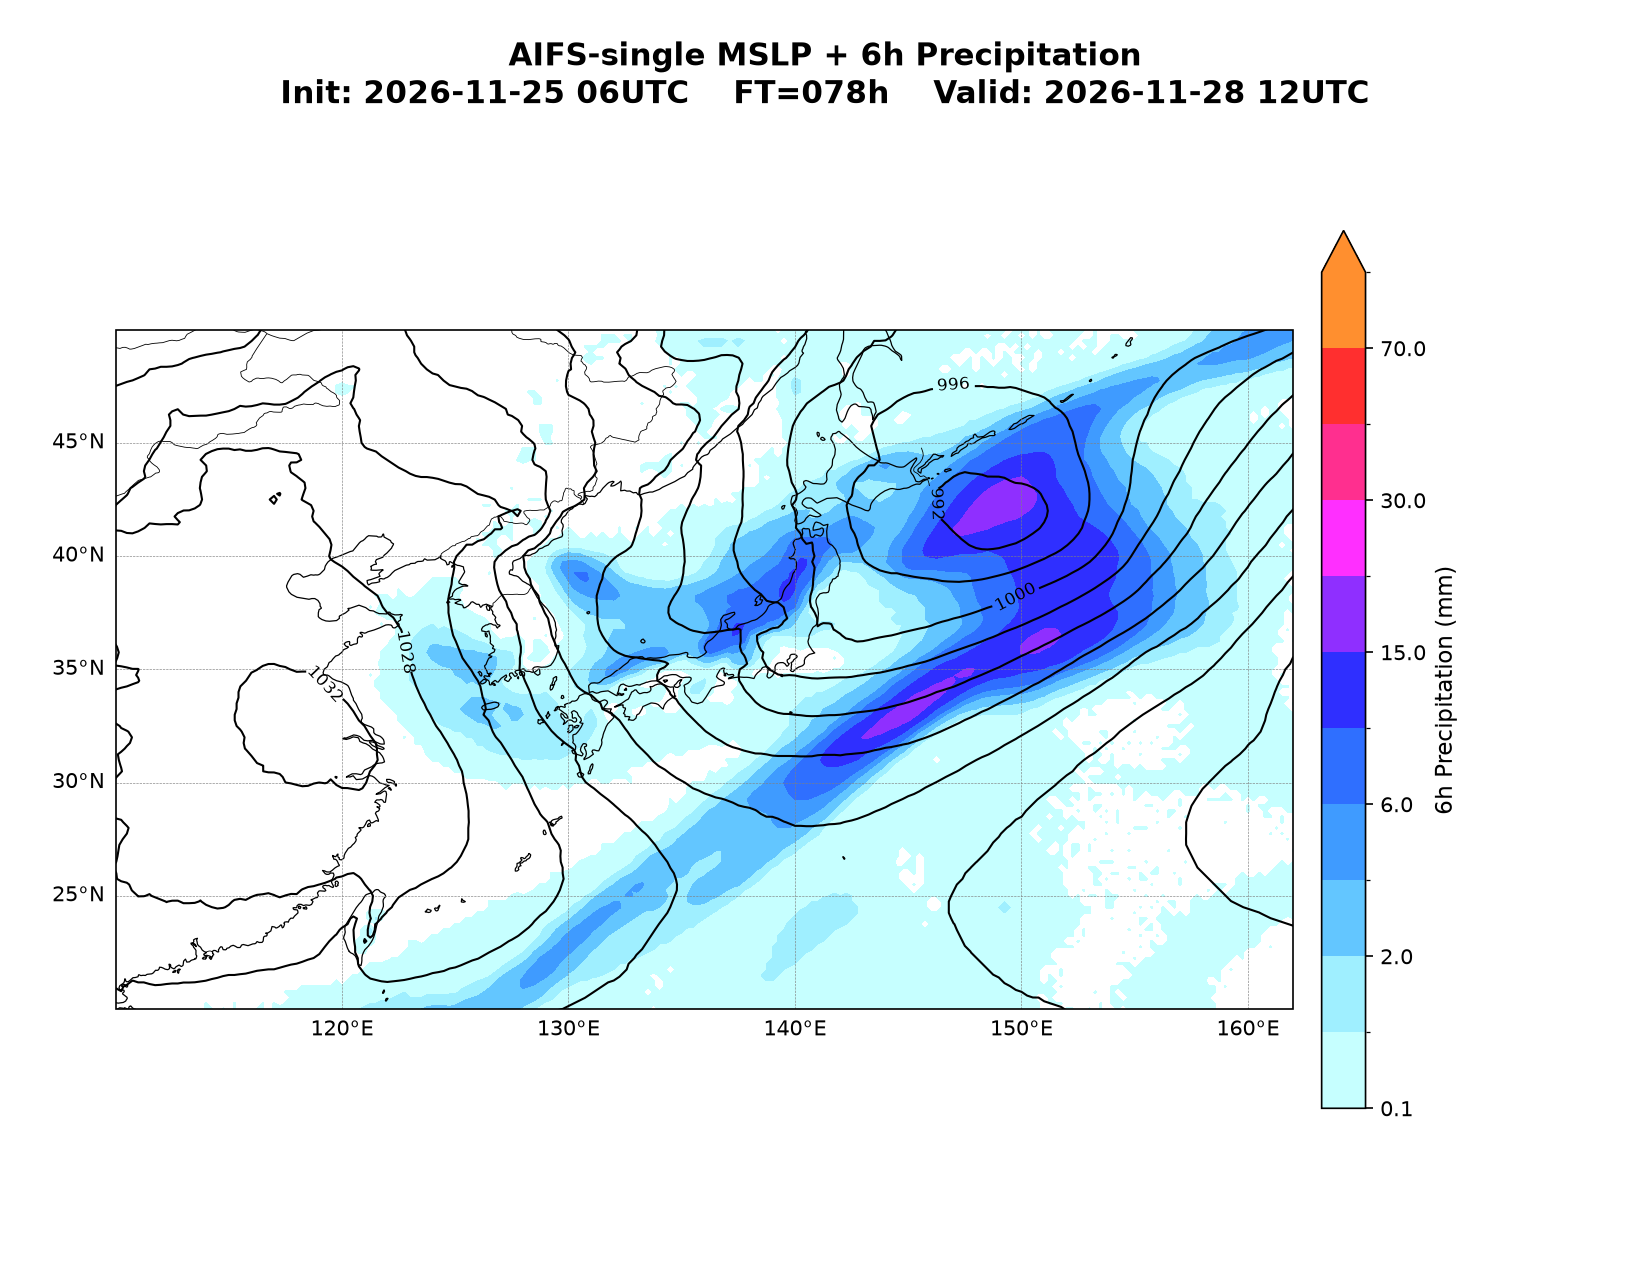 AIFS-single MSLP + 6h Precipitation
Init: 2026-11-25 06UTC    FT=078h    Valid: 2026-11-28 12UTC
996
992
1000
1028
1032
45°N
40°N
35°N
30°N
25°N
120°E
130°E
140°E
150°E
160°E
70.0
30.0
15.0
6.0
2.0
0.1
6h Precipitation (mm)